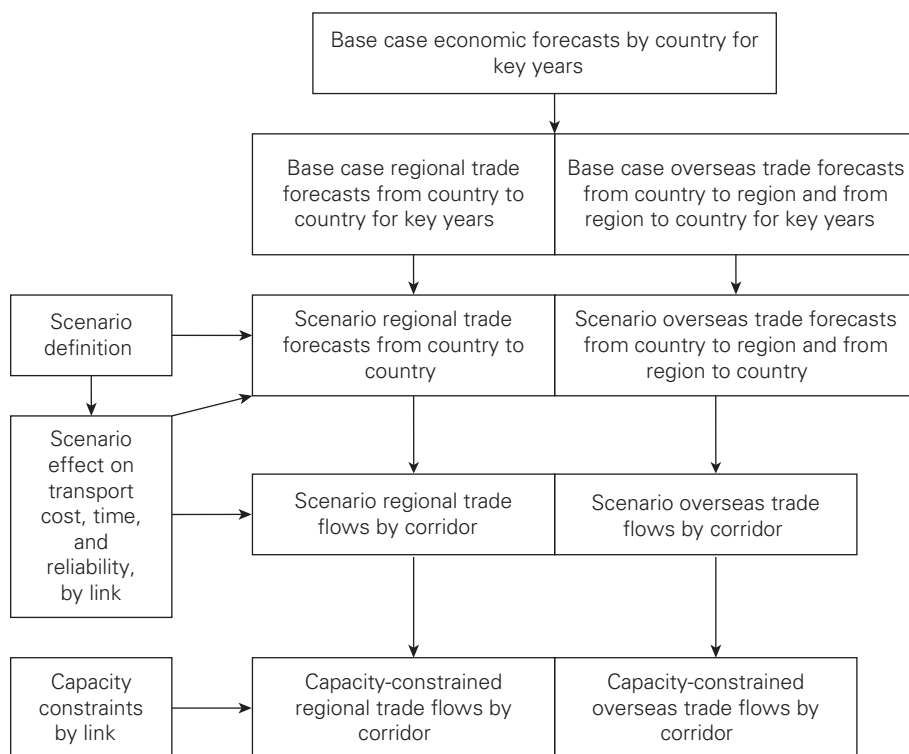 Base case economic forecasts by country for
key years
Base case regional trade
forecasts from country to
country for key years
Base case overseas trade forecasts
from country to region and from
region to country for key years
Scenario
definition
Scenario regional trade
forecasts from country to
country
Scenario overseas trade forecasts
from country to region and from
region to country
Scenario
effect on
transport
cost, time,
and
reliability,
by link
Scenario regional trade
flows by corridor
Scenario overseas trade
flows by corridor
Capacity
constraints
by link
Capacity-constrained
regional trade flows by
corridor
Capacity-constrained
overseas trade flows by
corridor